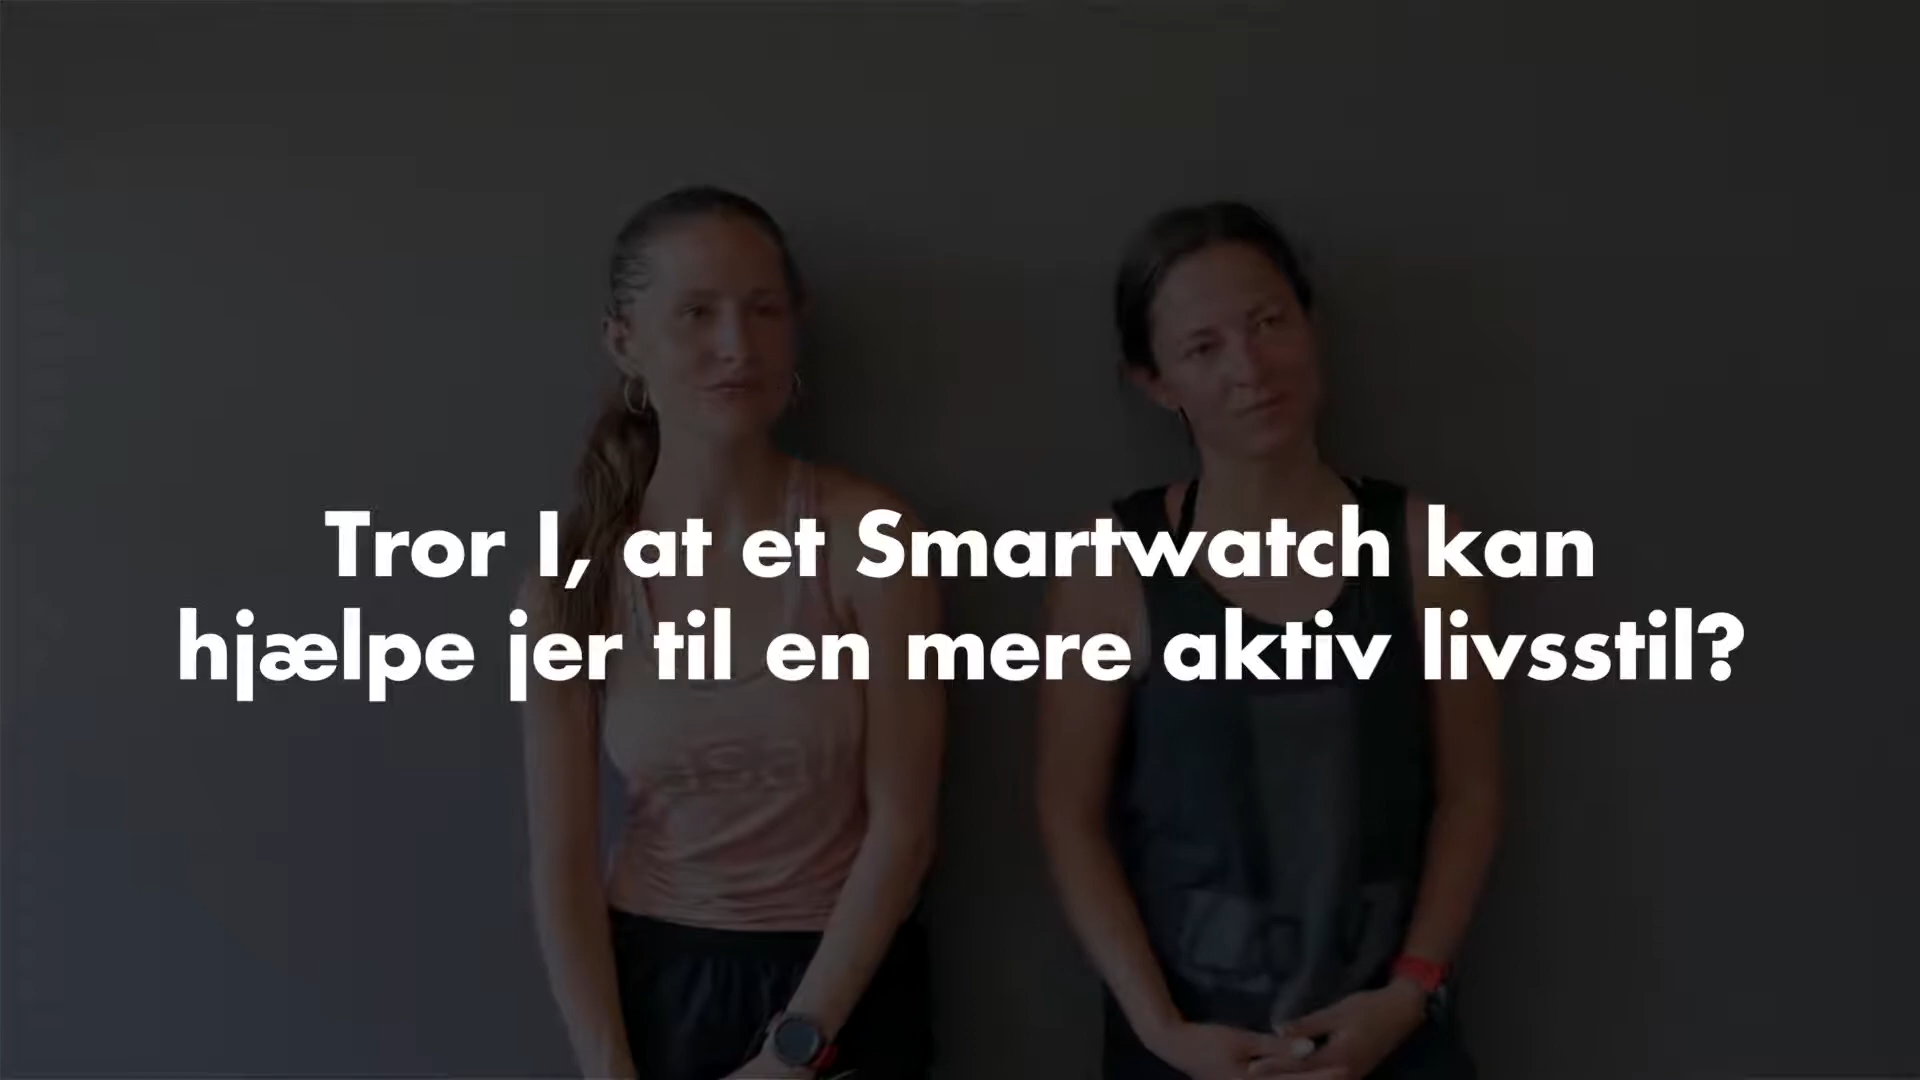 Tror I, at et Smartwatch kan
hjælpe jer til en mere aktiv livsstil?